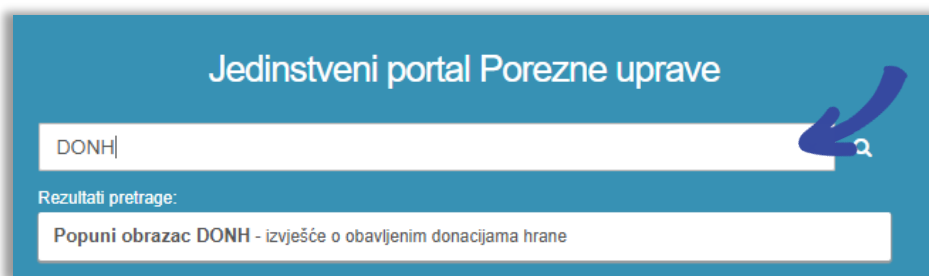 Jedinstveni portal Porezne uprave
DONH
Rezultati pretrage:
Popuni obrazac DONH - izvješće o obavljenim donacijama hrane